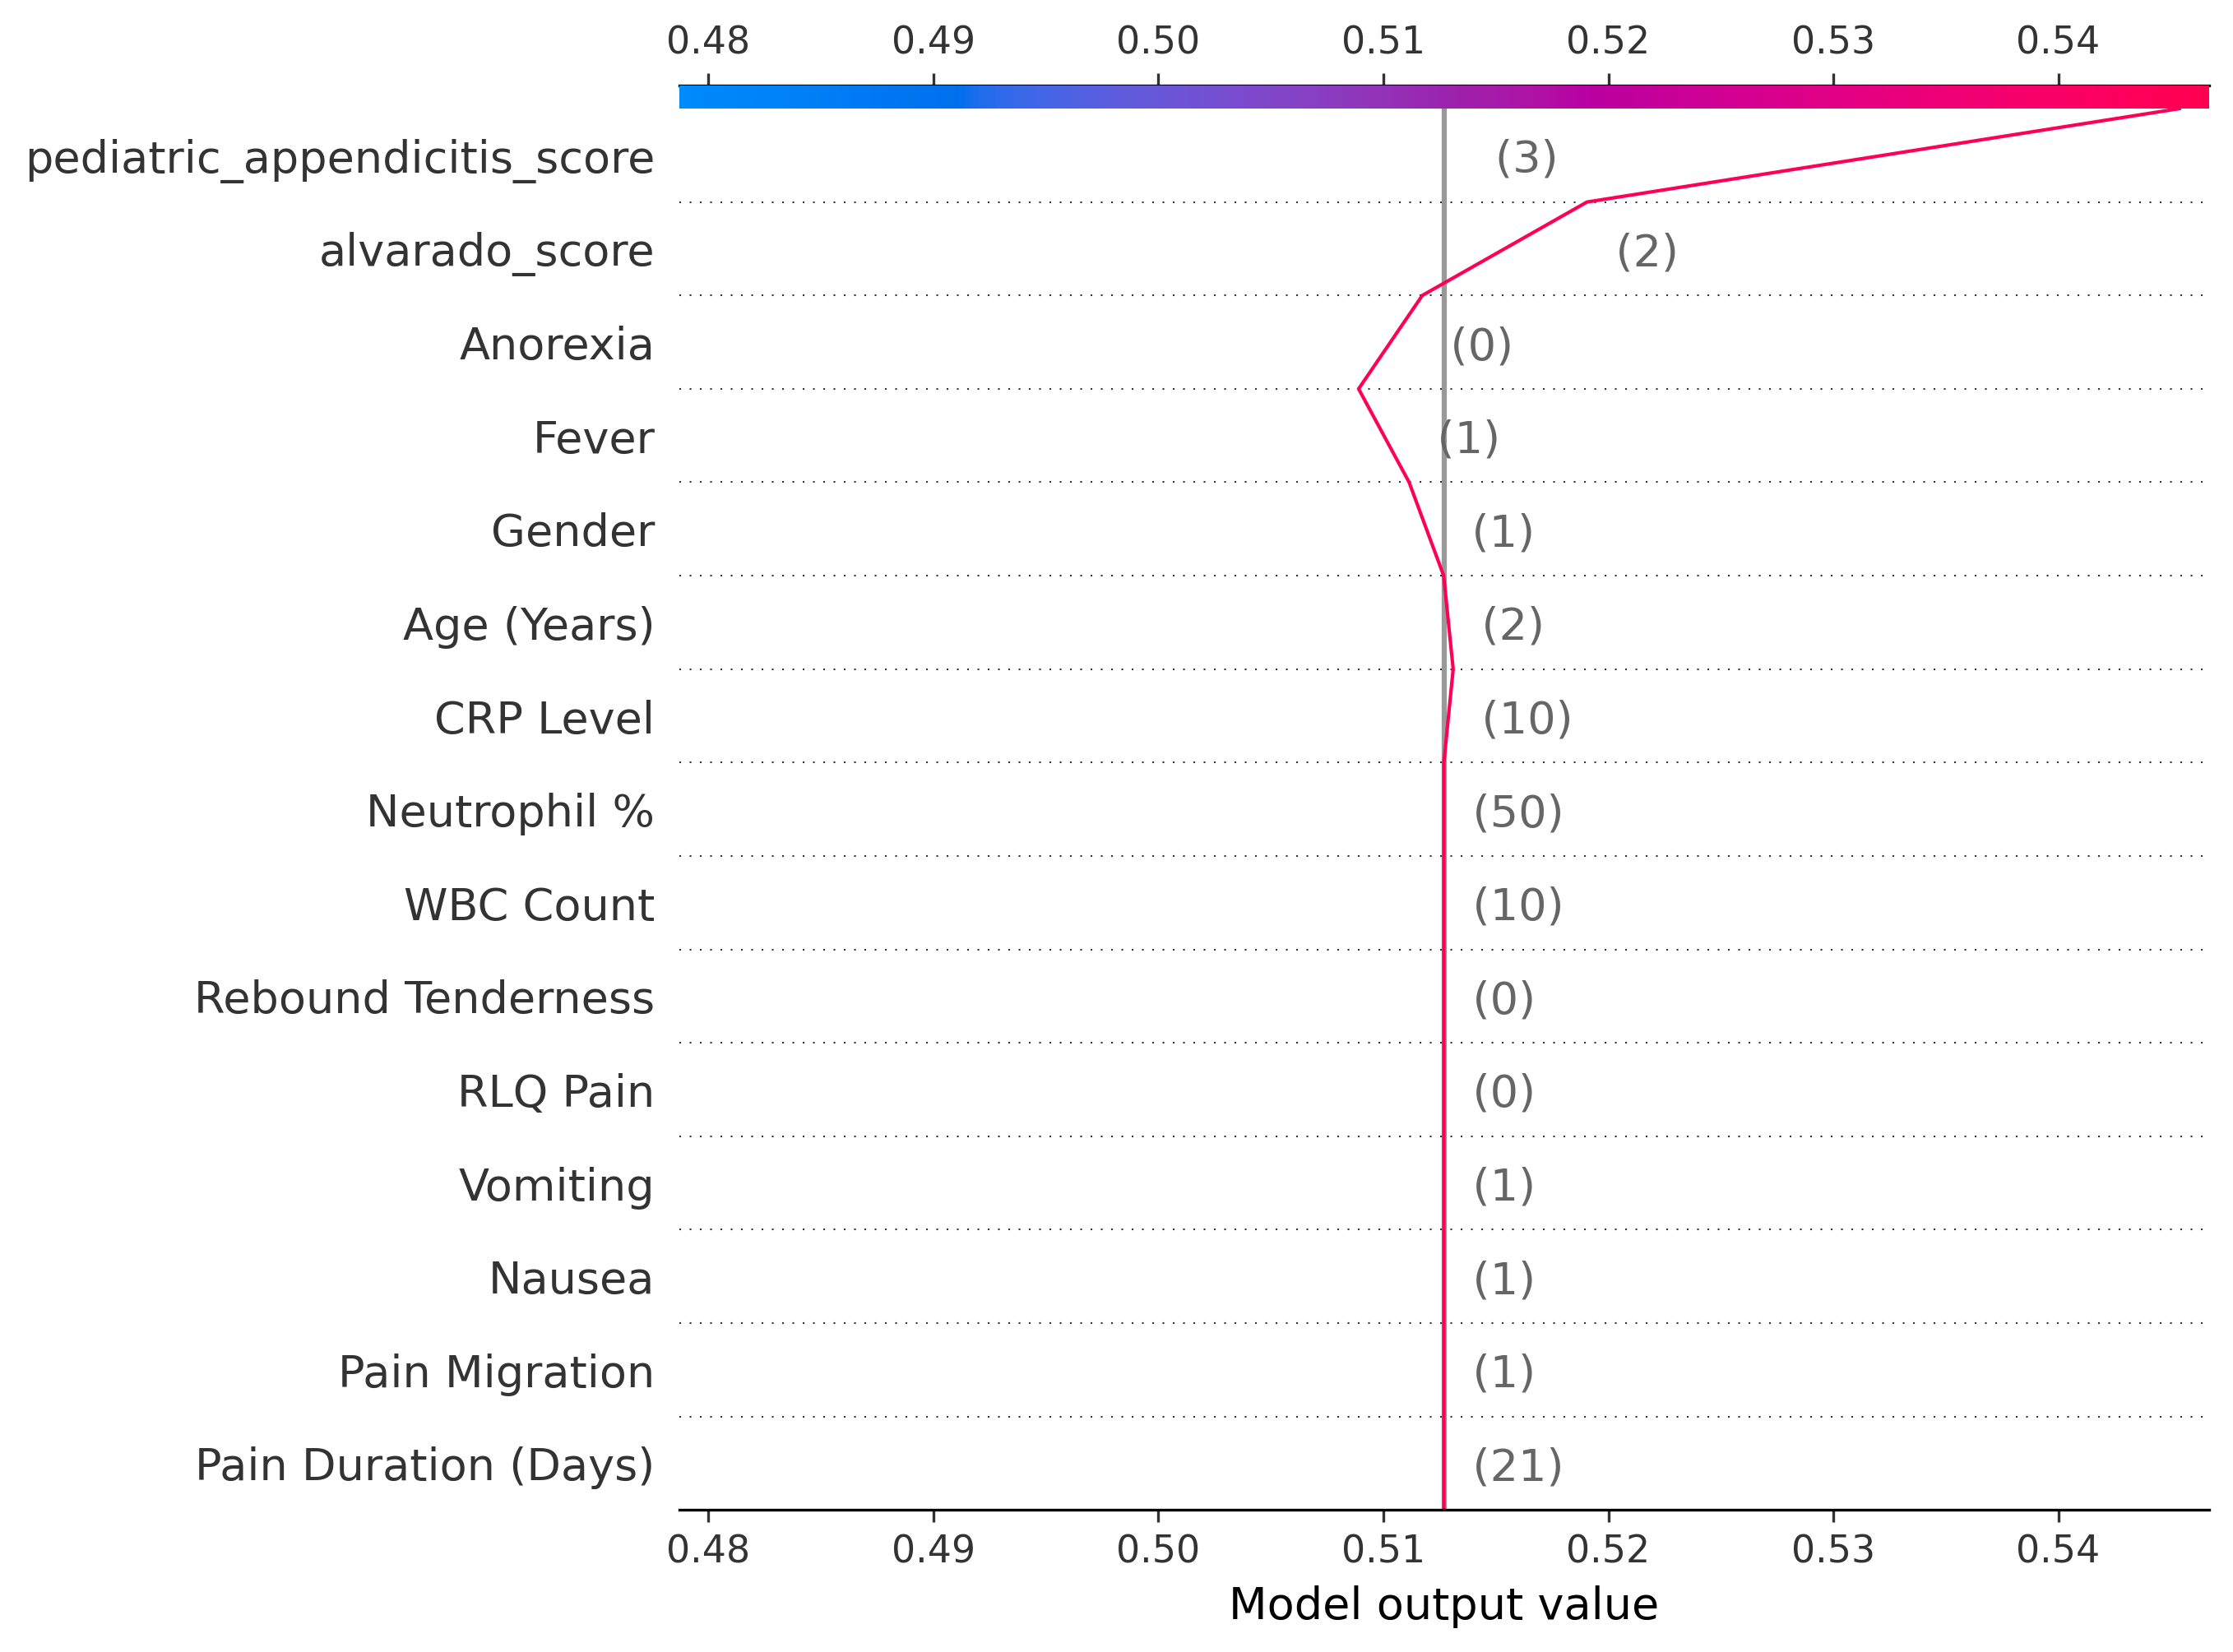 0.48 0.49 0.50 0.51 0.52 0.53 0.54
pediatric_appendicitis_score (3)
alvarado_score (2)
Anorexia (0)
Fever (1)
Gender (1)
Age (Years) (2)
CRP Level (10)
Neutrophil % (50)
WBC Count (10)
Rebound Tenderness (0)
RLQ Pain (0)
Vomiting (1)
Nausea (1)
Pain Migration (1)
Pain Duration (Days) (21)
0.48 0.49 0.50 0.51 0.52 0.53 0.54
Model output value